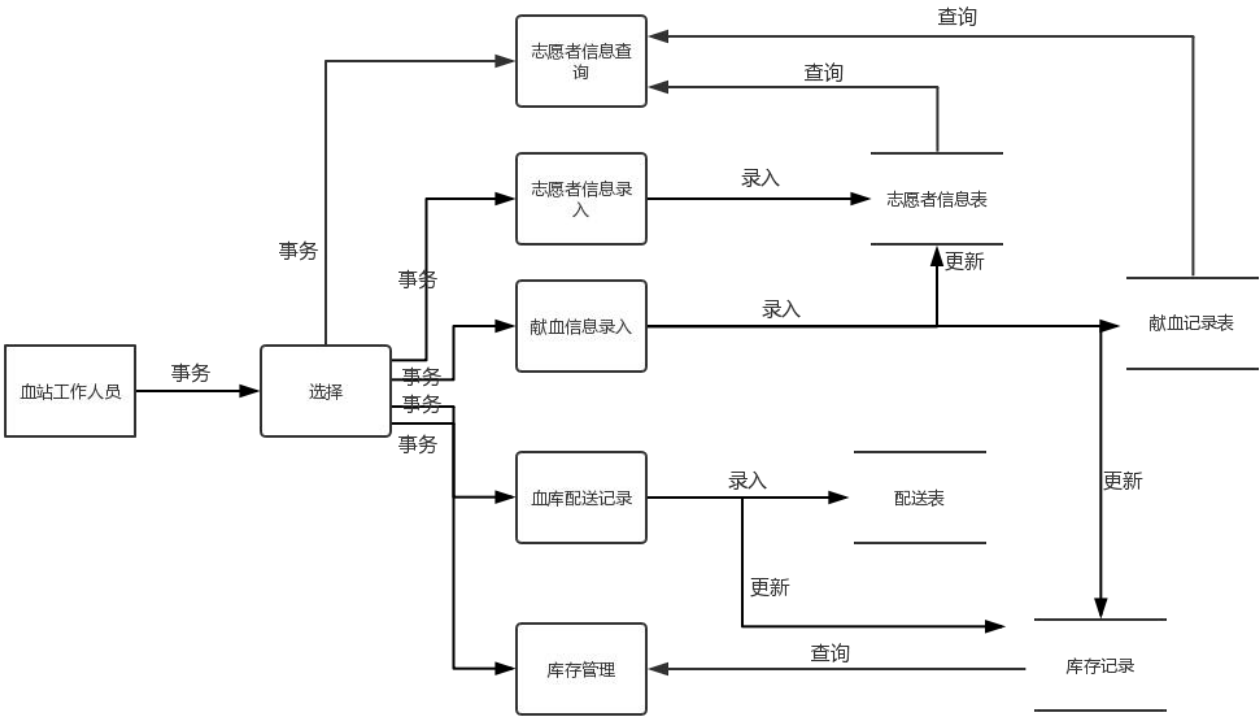 查询
志愿者信息查
询
查询
志愿者信息录
入
录入
志愿者信息表
事务
事务
更新
献血信息录入
录入
献血记录表
血站工作人员
事务
选择
事务
事务
事务
血库配送记录
录入
配送表
更新
更新
库存管理
查询
库存记录